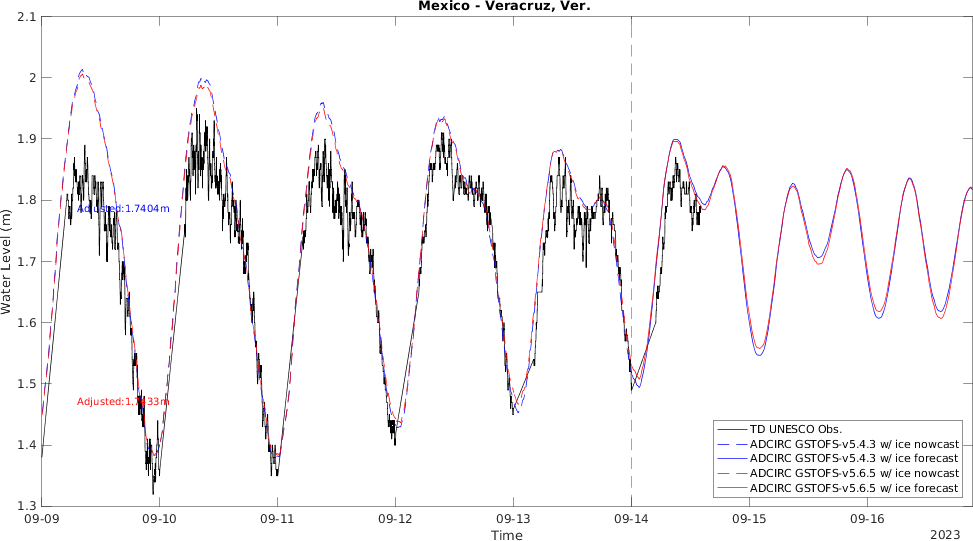 Mexico - Veracruz, Ver.
2.1
2
1.9
1.8
1.7
1.6
1.5
1.4
1.3
Water Level (m)
Adjusted:1.7404m
Adjusted:1.7433m
TD UNESCO Obs.
ADCIRC GSTOFS-v5.4.3 w/ ice nowcast
ADCIRC GSTOFS-v5.4.3 w/ ice forecast
ADCIRC GSTOFS-v5.6.5 w/ ice nowcast
ADCIRC GSTOFS-v5.6.5 w/ ice forecast
09-09 09-10 09-11 09-12 09-13 09-14 09-15 09-16
Time
2023